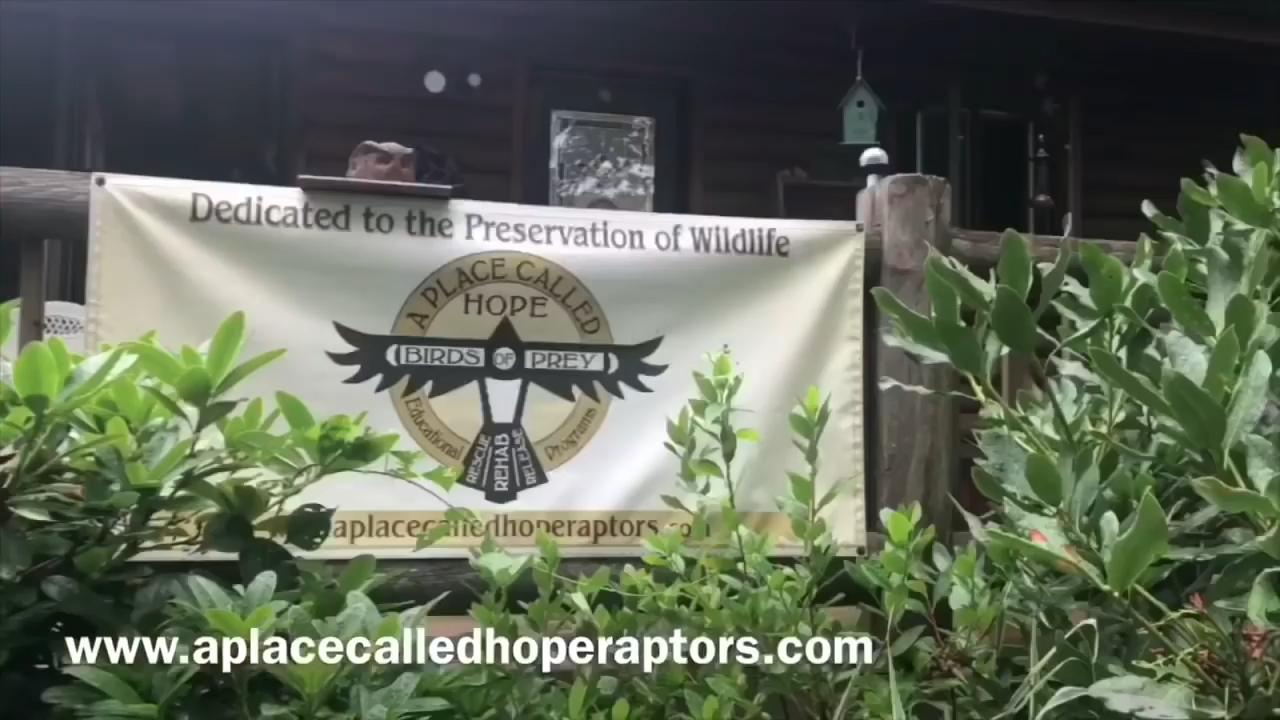 Dedicated to the Preservation of Wildlife
A PLACE CALLED
HOPE
BIRDS OF PREY
Educational Programs
RESCUE
REHAB
RELEASE
aplacecalledhoperaptors.com
www.aplacecalledhoperaptors.com